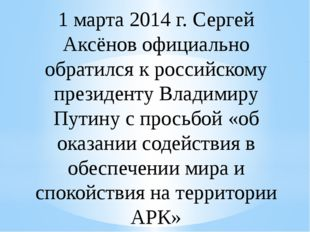 1 марта 2014 г. Сергей
Аксёнов официально
обратился к российскому
президенту Владимиру
Путину с просьбой «об
оказании содействия в
обеспечении мира и
спокойствия на территории
АРК»